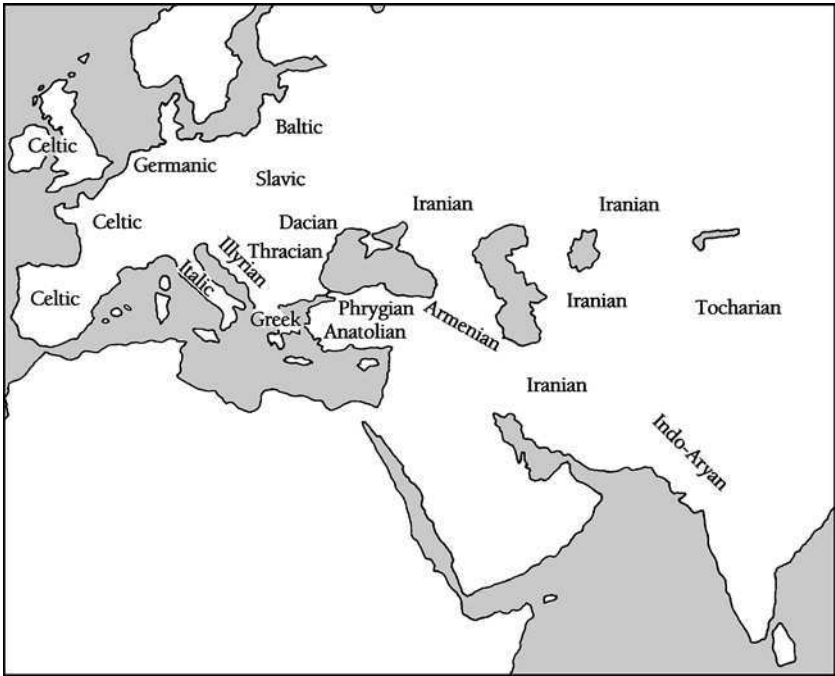 Baltic
Celtic
Germanic
Slavic
Iranian
Iranian
Celtic
Dacian
Illyrian
Thracian
Italic
Celtic
Greek
Phrygian
Anatolian
Armenian
Iranian
Tocharian
Iranian
Indo-Aryan